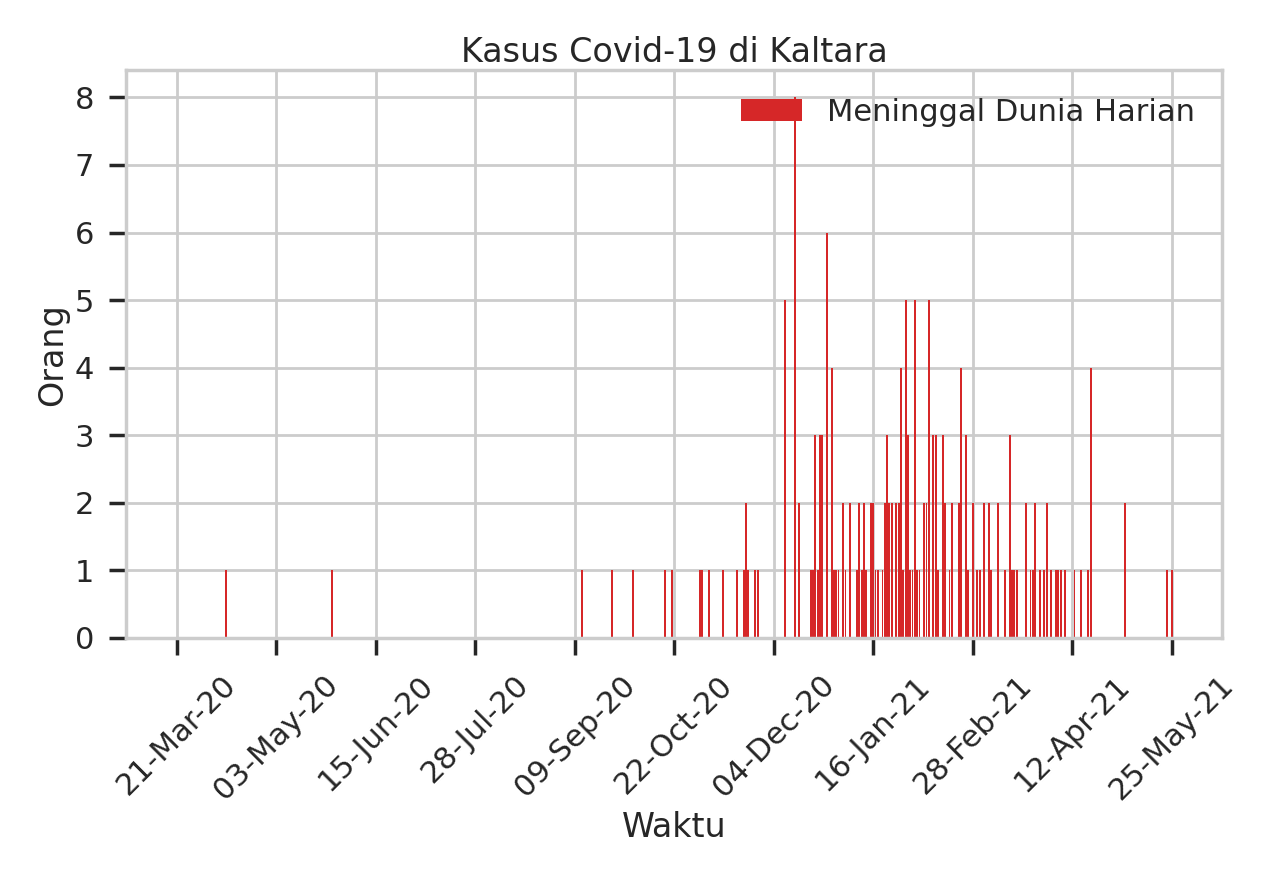 Kasus Covid-19 di Kaltara
Meninggal Dunia Harian
8
7
6
5
4
3
2
1
0
Orang
21-Mar-20
03-May-20
15-Jun-20
28-Jul-20
09-Sep-20
22-Oct-20
04-Dec-20
16-Jan-21
28-Feb-21
12-Apr-21
25-May-21
Waktu